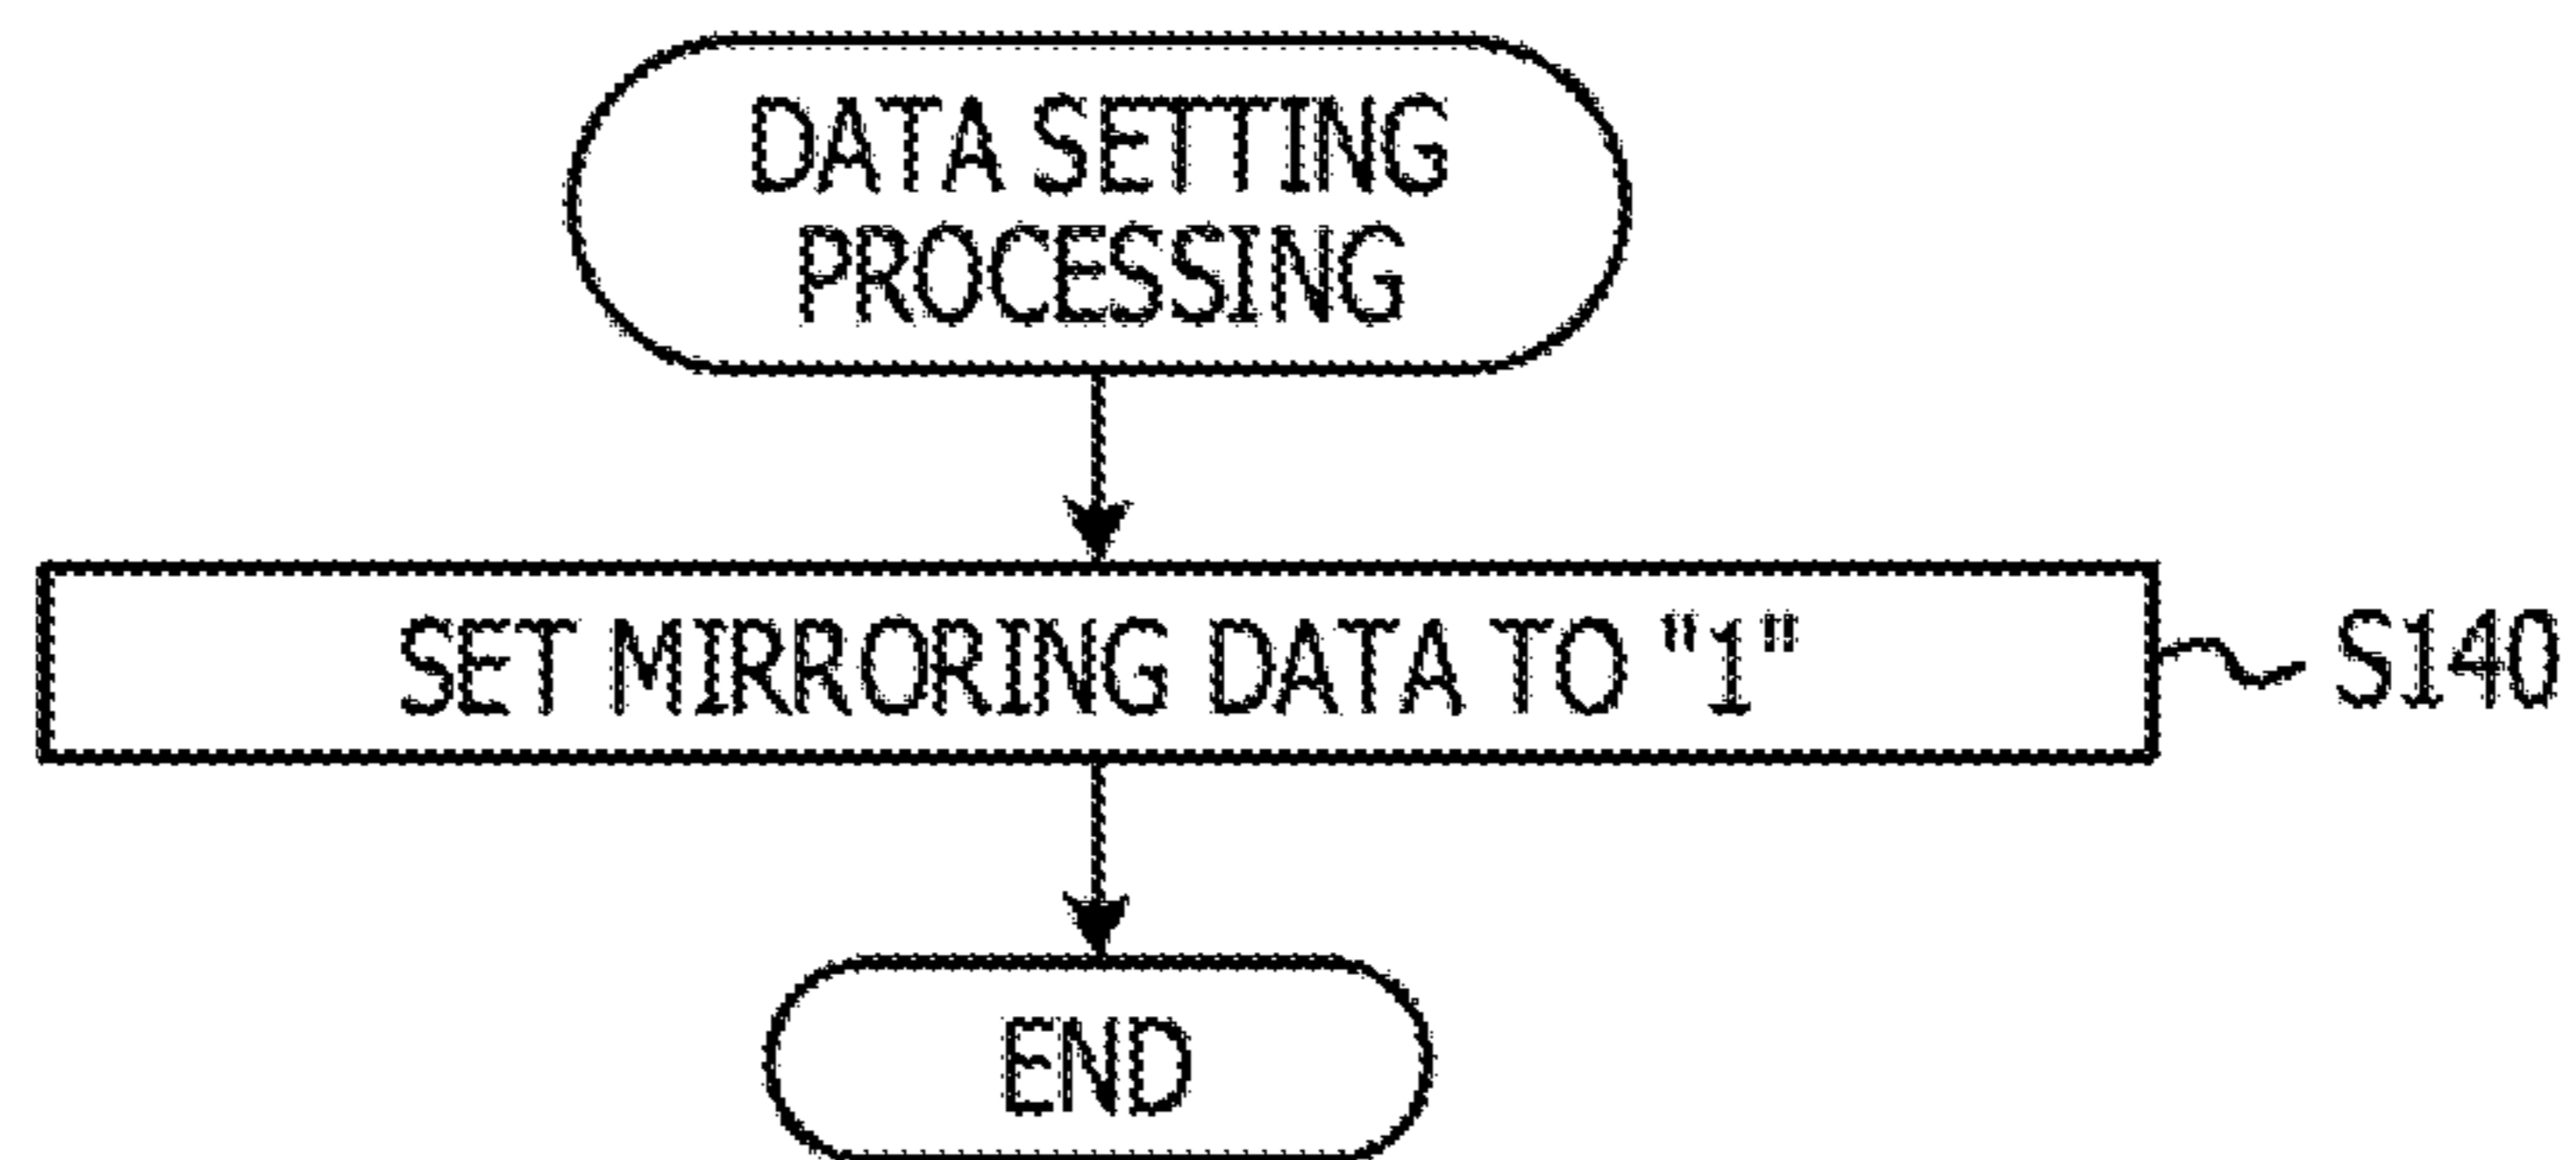 DATA SETTING
PROCESSING
SET MIRRORING DATA TO "1"
S140
END